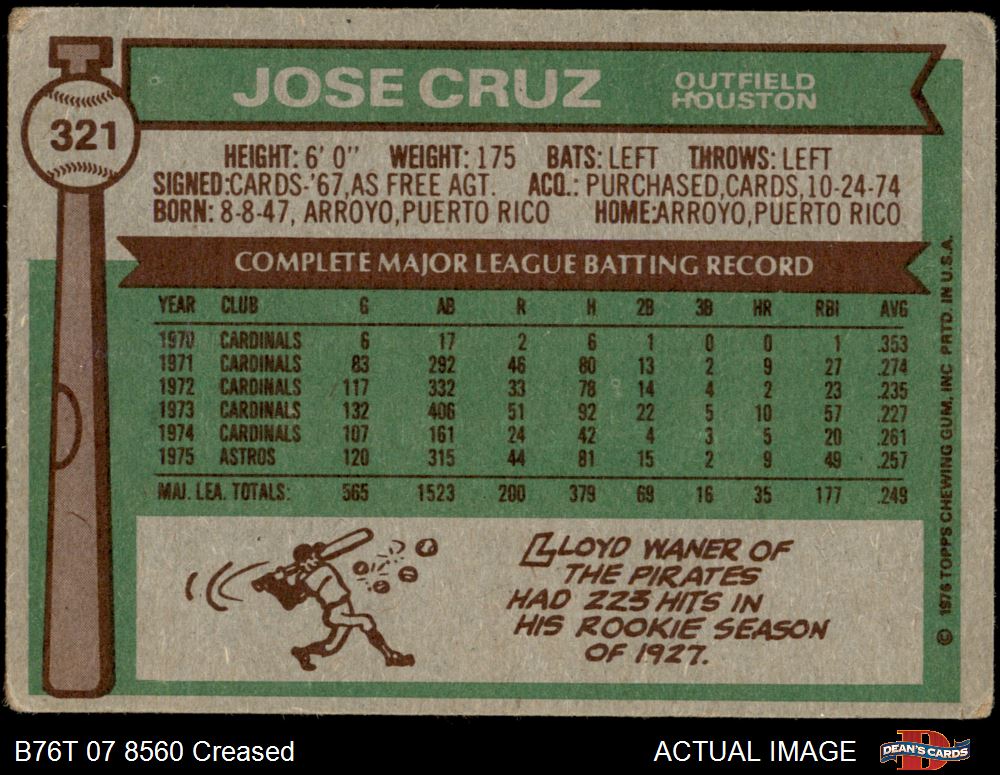 321
JOSE CRUZ OUTFIELD HOUSTON
HEIGHT: 6' 0" WEIGHT: 175 BATS: LEFT THROWS: LEFT
SIGNED:CARDS-'67,AS FREE AGT. ACQ.: PURCHASED,CARDS,10-24-74
BORN: 8-8-47, ARROYO,PUERTO RICO HOME:ARROYO,PUERTO RICO
COMPLETE MAJOR LEAGUE BATTING RECORD
YEAR CLUB G AB R H 2B 3B HR RBI AVG
1970 CARDINALS 6 17 2 6 1 0 0 1 .353
1971 CARDINALS 83 292 46 80 13 2 9 27 .274
1972 CARDINALS 117 332 33 78 14 4 2 23 .235
1973 CARDINALS 132 406 51 92 22 5 10 57 .227
1974 CARDINALS 107 161 24 42 4 3 5 20 .261
1975 ASTROS 120 315 44 81 15 2 9 49 .257
MAJ. LEA. TOTALS: 565 1523 200 379 69 16 35 177 .249
LLOYD WANER OF
THE PIRATES
HAD 223 HITS IN
HIS ROOKIE SEASON
OF 1927.
© 1976 TOPPS CHEWING GUM, INC PRTD. IN U.S.A.
B76T 07 8560 Creased ACTUAL IMAGE
DEAN'S CARDS